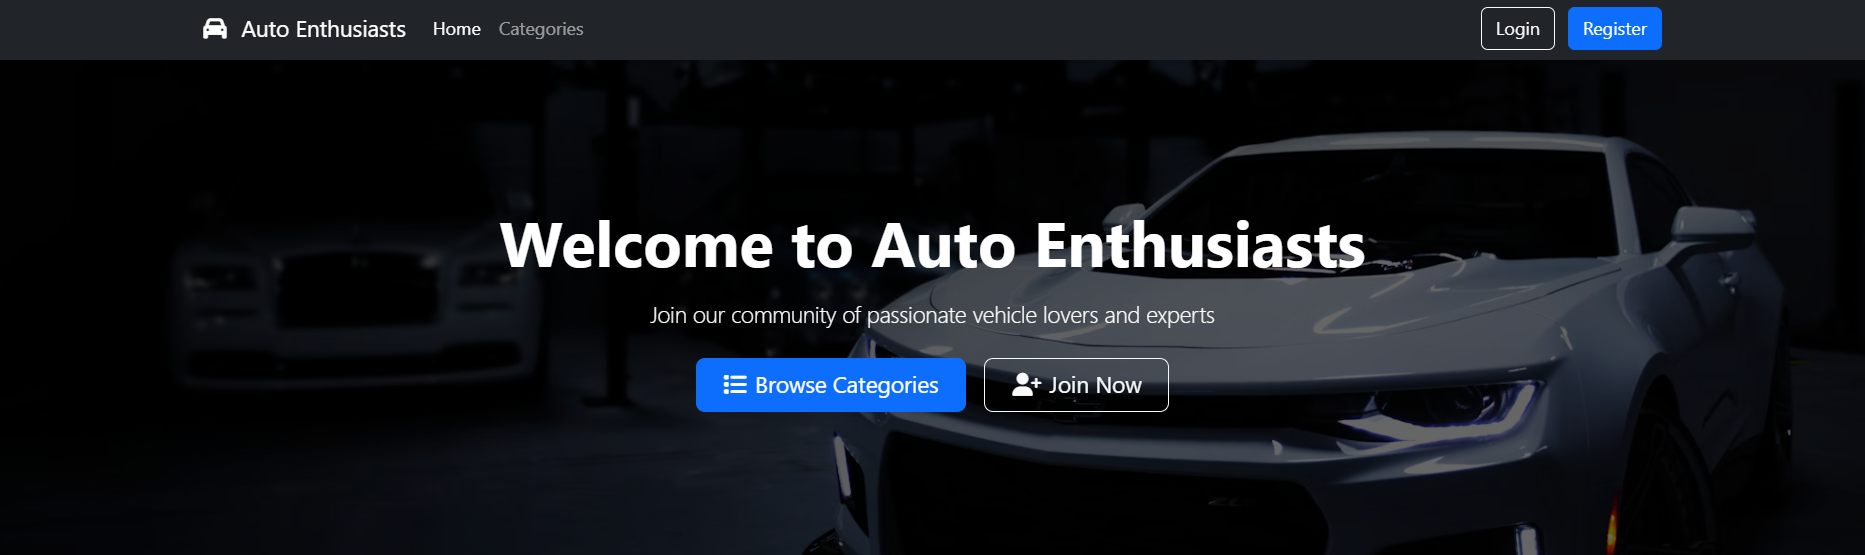 Auto Enthusiasts Home Categories Login Register
Welcome to Auto Enthusiasts
Join our community of passionate vehicle lovers and experts
Browse Categories Join Now